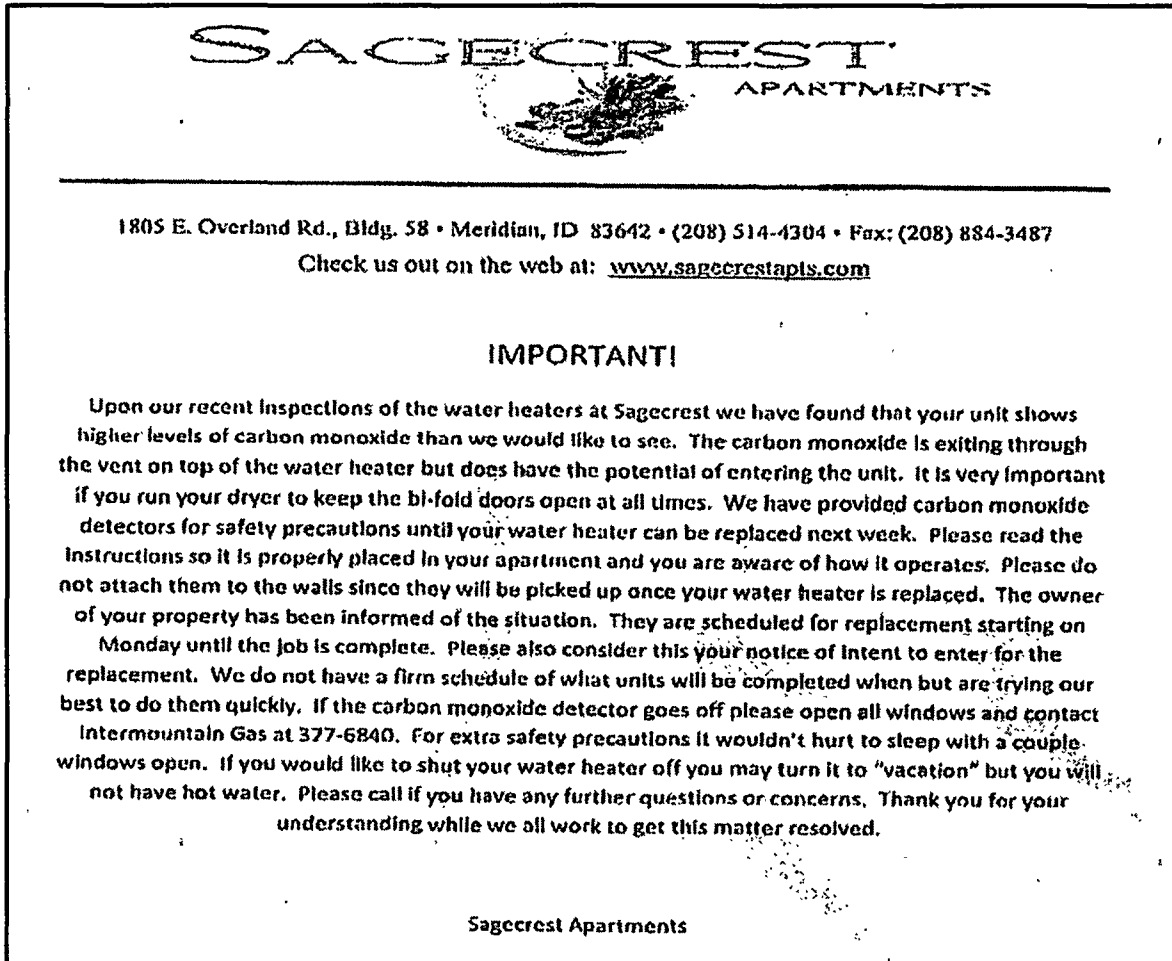 SAGECREST
APARTMENTS
1805 E. Overland Rd., Bldg. 58 • Meridian, ID 83642 • (208) 514-4304 • Fax: (208) 884-3487
Check us out on the web at: www.sagecrestapts.com
IMPORTANT!
Upon our recent inspections of the water heaters at Sagecrest we have found that your unit shows
higher levels of carbon monoxide than we would like to see. The carbon monoxide is exiting through
the vent on top of the water heater but does have the potential of entering the unit. It is very important
if you run your dryer to keep the bi-fold doors open at all times. We have provided carbon monoxide
detectors for safety precautions until your water heater can be replaced next week. Please read the
instructions so it is properly placed in your apartment and you are aware of how it operates. Please do
not attach them to the walls since they will be picked up once your water heater is replaced. The owner
of your property has been informed of the situation. They are scheduled for replacement starting on
Monday until the job is complete. Please also consider this your notice of intent to enter for the
replacement. We do not have a firm schedule of what units will be completed when but are trying our
best to do them quickly. If the carbon monoxide detector goes off please open all windows and contact
Intermountain Gas at 377-6840. For extra safety precautions it wouldn't hurt to sleep with a couple
windows open. If you would like to shut your water heater off you may turn it to "vacation" but you will
not have hot water. Please call if you have any further questions or concerns. Thank you for your
understanding while we all work to get this matter resolved.
Sagecrest Apartments